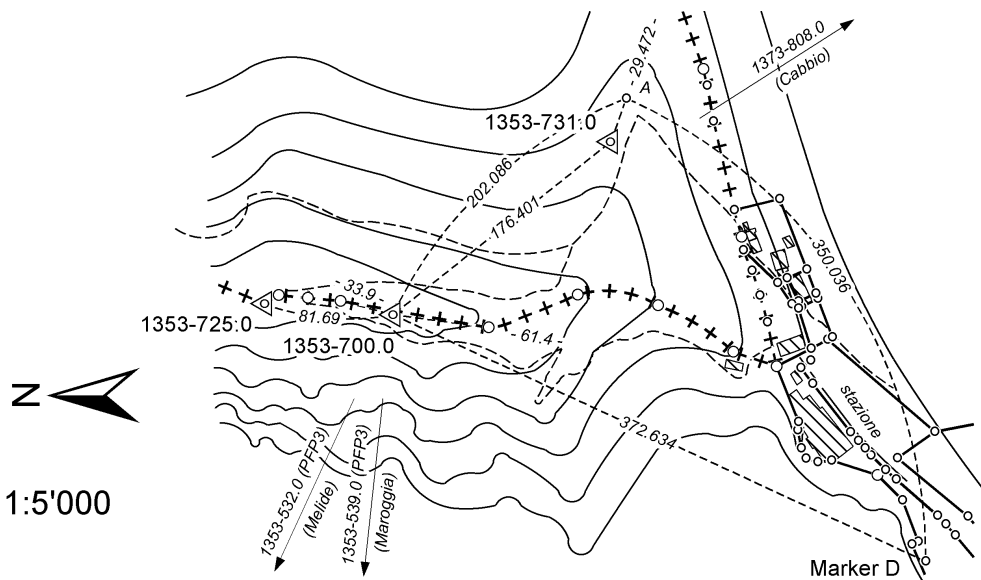 29.472
1373-808.0
(Cabbio)
A
1353-731.0
202.086
176.401
350.036
33.9
81.69
1353-725.0
61.4
1353-700.0
N
stazione
372.634
1353-532.0 (PFP3)
(Melide)
1353-539.0 (PFP3)
(Maroggia)
1:5'000
Marker D